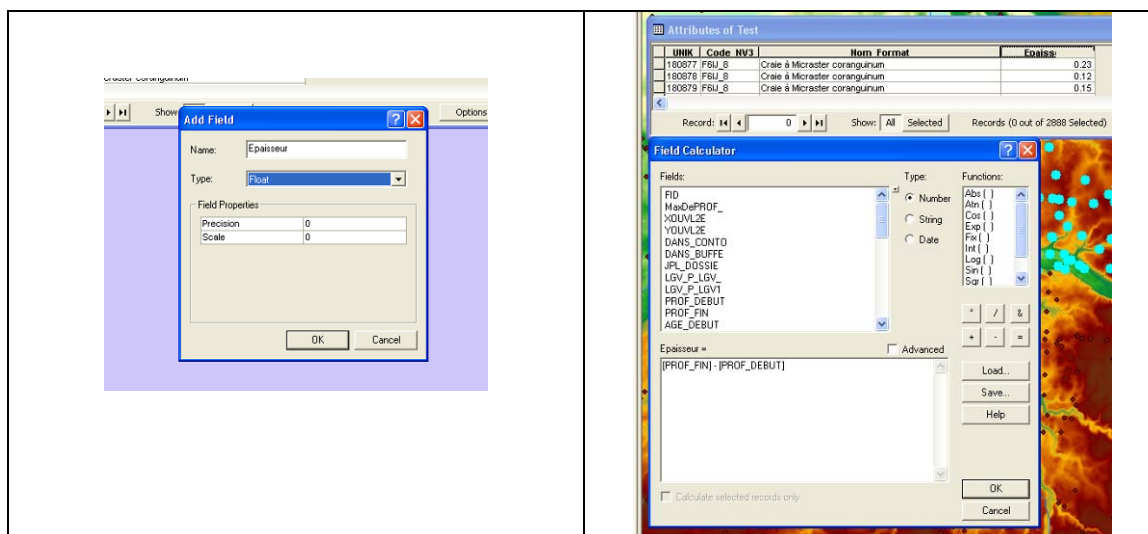 Craster Coranguinum
Show
Options
Add Field
Name: Epaisseur
Type: Float
Field Properties
Precision 0
Scale 0
OK Cancel
Attributes of Test
UNIK Code_NV3 Nom_Format Epaiss
180877 F6IJ_8 Craie à Micraster coranguinum 0.23
180878 F6IJ_8 Craie à Micraster coranguinum 0.12
180879 F6IJ_8 Craie à Micraster coranguinum 0.15
Record: 0 Show: All Selected Records (0 out of 2888 Selected)
Field Calculator
Fields: Type: Functions:
FID
MaxDePROF_
XOUVL2E
YOUVL2E
DANS_CONTO
DANS_BUFFE
JPL_DOSSIE
LGV_P_LGV_
LGV_P_LGV1
PROF_DEBUT
PROF_FIN
AGE_DEBUT
Number
String
Date
Abs ( )
Atn ( )
Cos ( )
Exp ( )
Fix ( )
Int ( )
Log ( )
Sin ( )
Sqr ( )
* / &
+ - =
Epaisseur = Advanced
[PROF_FIN] - [PROF_DEBUT]
Load...
Save...
Help
Calculate selected records only
OK
Cancel